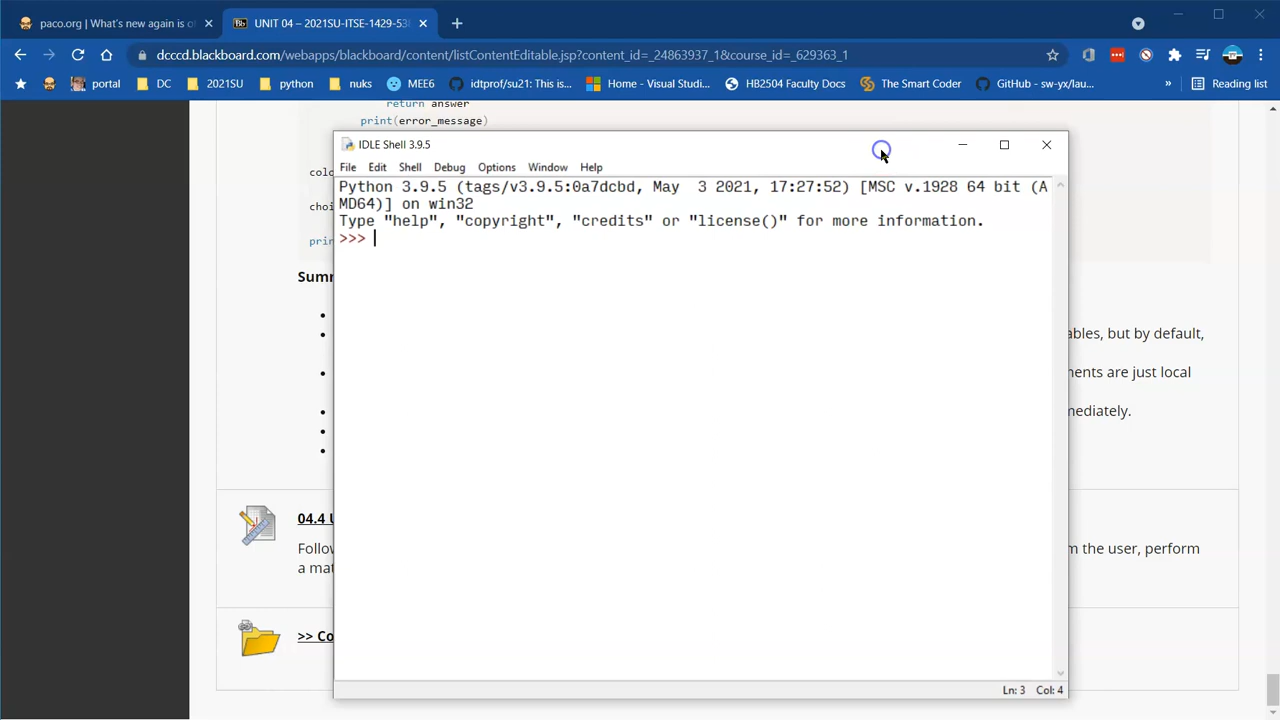 paco.org | What's new again is o
UNIT 04 – 2021SU-ITSE-1429-53
dcccd.blackboard.com/webapps/blackboard/content/listContentEditable.jsp?content_id=_24863937_1&course_id=_629363_1
portal DC 2021SU python nuks MEE6 idtprof/su21: This is... Home - Visual Studi... HB2504 Faculty Docs The Smart Coder GitHub - sw-yx/lau... » Reading list
return answer
print(error_message)
IDLE Shell 3.9.5
File Edit Shell Debug Options Window Help
Python 3.9.5 (tags/v3.9.5:0a7dcbd, May  3 2021, 17:27:52) [MSC v.1928 64 bit (A
MD64)] on win32
Type "help", "copyright", "credits" or "license()" for more information.
>>>
colo
choi
prin
Summ
ables, but by default,
nents are just local
nediately.
04.4 U
Follow
m the user, perform
a mat
>> Co
Ln: 3 Col: 4